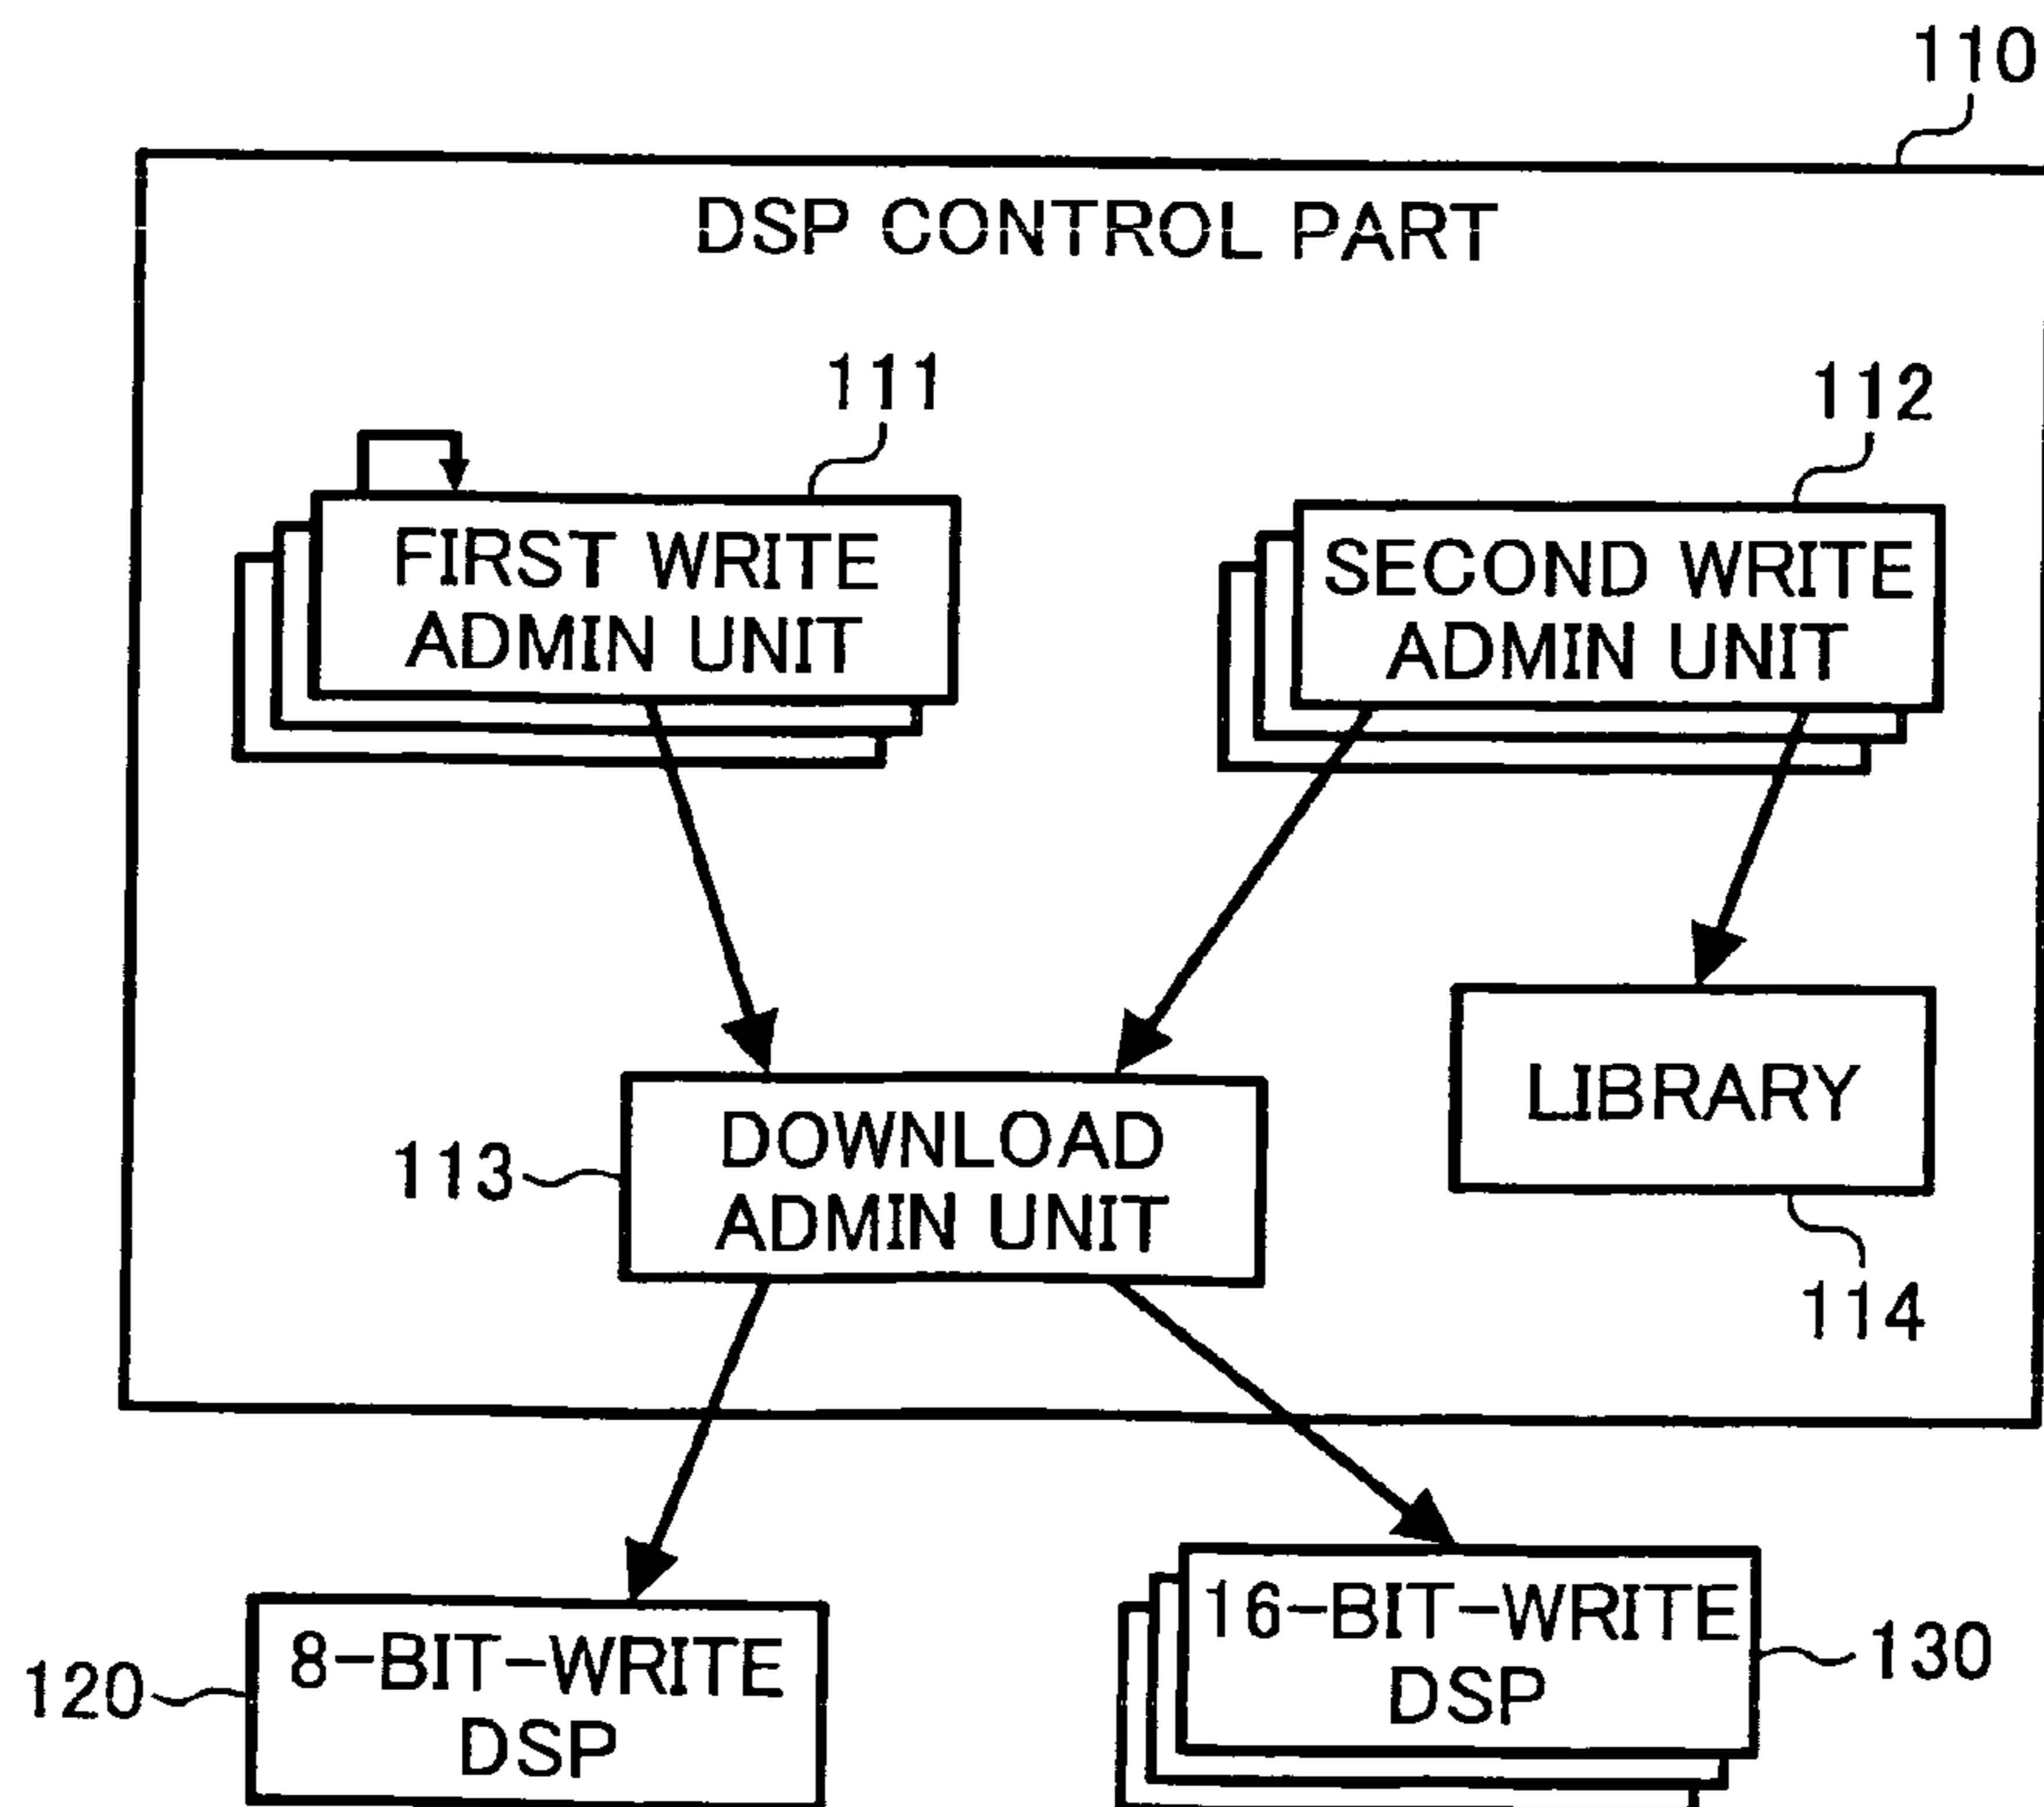 110
DSP CONTROL PART
111
112
FIRST WRITE
ADMIN UNIT
SECOND WRITE
ADMIN UNIT
DOWNLOAD
ADMIN UNIT
113
LIBRARY
114
8-BIT-WRITE
DSP
120
16-BIT-WRITE
DSP
130